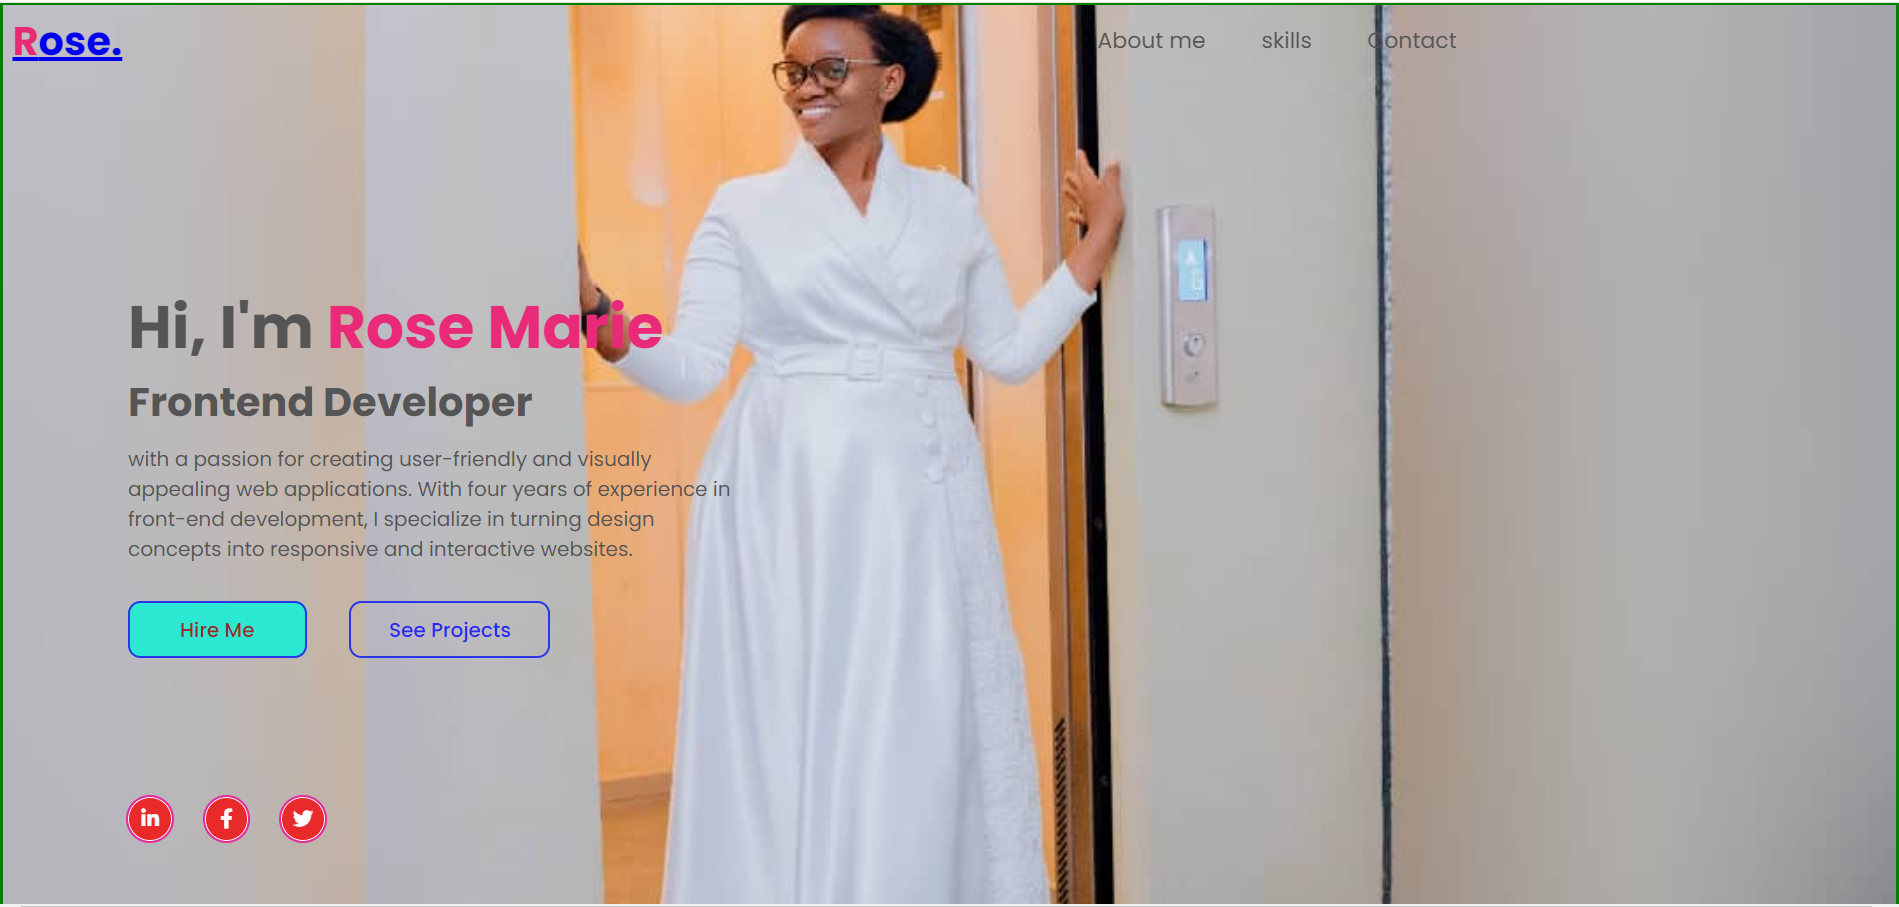 Rose.
About me skills Contact
Hi, I'm Rose Marie
Frontend Developer
with a passion for creating user-friendly and visually
appealing web applications. With four years of experience in
front-end development, I specialize in turning design
concepts into responsive and interactive websites.
Hire Me See Projects